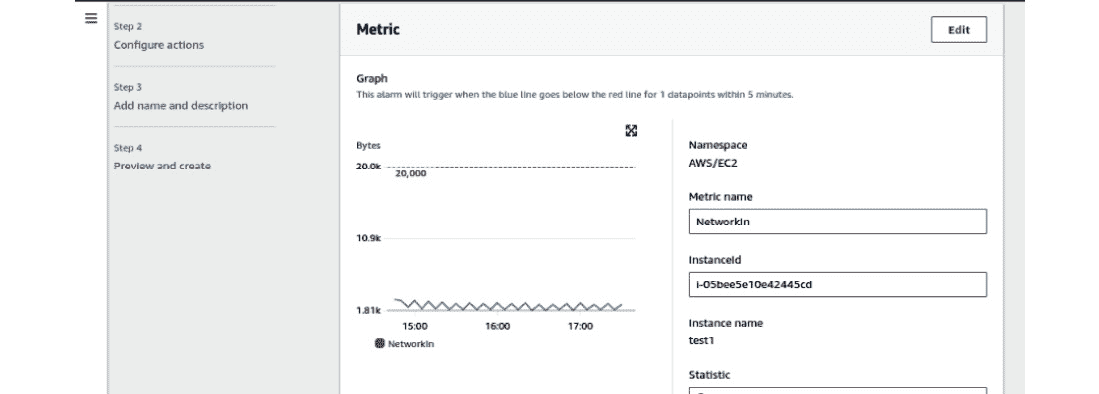 Step 2
Configure actions
Step 3
Add name and description
Step 4
Preview and create
Metric
Edit
Graph
This alarm will trigger when the blue line goes below the red line for 1 datapoints within 5 minutes.
Bytes
20.0k
20,000
10.9k
1.81k
15:00 16:00 17:00
NetworkIn
Namespace
AWS/EC2
Metric name
NetworkIn
InstanceId
i-05bee5e10e42445cd
Instance name
test1
Statistic